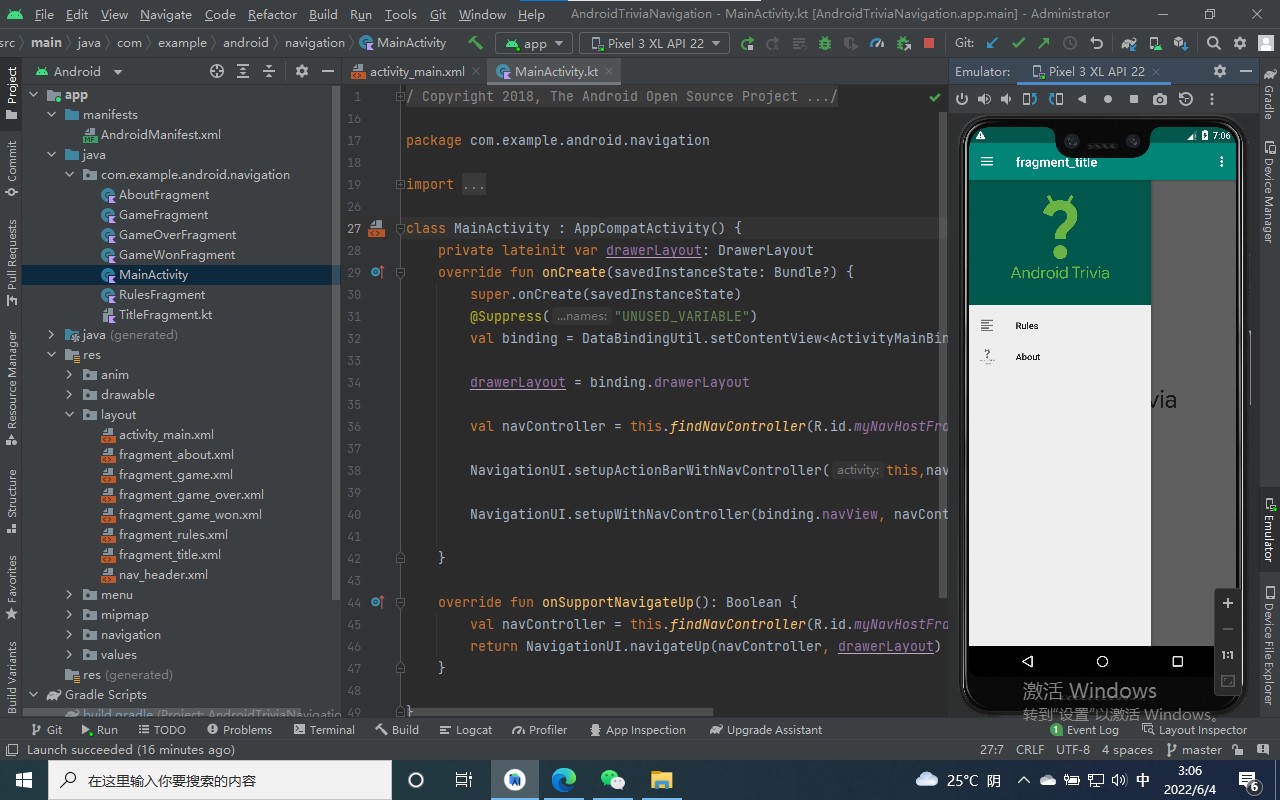 File Edit View Navigate Code Refactor Build Run Tools Git Window Help AndroidTriviaNavigation - MainActivity.kt [AndroidTriviaNavigation.app.main] - Administrator
src main java com example android navigation MainActivity app Pixel 3 XL API 22 Git:
Android
activity_main.xml MainActivity.kt
Emulator: Pixel 3 XL API 22
Project
Commit
Pull Requests
Resource Manager
Structure
Favorites
Build Variants
app
manifests
AndroidManifest.xml
java
com.example.android.navigation
AboutFragment
GameFragment
GameOverFragment
GameWonFragment
MainActivity
RulesFragment
TitleFragment.kt
java (generated)
res
anim
drawable
layout
activity_main.xml
fragment_about.xml
fragment_game.xml
fragment_game_over.xml
fragment_game_won.xml
fragment_rules.xml
fragment_title.xml
nav_header.xml
menu
mipmap
navigation
values
res (generated)
Gradle Scripts
build.gradle (Project: AndroidTriviaNavigatio
1 / Copyright 2018, The Android Open Source Project .../
16
17 package com.example.android.navigation
18
19 import ...
26
27 class MainActivity : AppCompatActivity() {
28 private lateinit var drawerLayout: DrawerLayout
29 override fun onCreate(savedInstanceState: Bundle?) {
30 super.onCreate(savedInstanceState)
31 @Suppress( ...names: "UNUSED_VARIABLE")
32 val binding = DataBindingUtil.setContentView<ActivityMainBin
33
34 drawerLayout = binding.drawerLayout
35
36 val navController = this.findNavController(R.id.myNavHostFra
37
38 NavigationUI.setupActionBarWithNavController( activity: this,nav
39
40 NavigationUI.setupWithNavController(binding.navView, navCont
41
42 }
43
44 override fun onSupportNavigateUp(): Boolean {
45 val navController = this.findNavController(R.id.myNavHostFra
46 return NavigationUI.navigateUp(navController, drawerLayout)
47 }
48
49 }
7:06
fragment_title
Android Trivia
Rules
About
via
1:1
Gradle
Device Manager
Emulator
Device File Explorer
激活 Windows
转到"设置"以激活 Windows。
Git Run TODO Problems Terminal Build Logcat Profiler App Inspection Upgrade Assistant 1 Event Log Layout Inspector
Launch succeeded (16 minutes ago) 27:7 CRLF UTF-8 4 spaces master
在这里输入你要搜索的内容
25°C 阴
中
3:06
2022/6/4
6